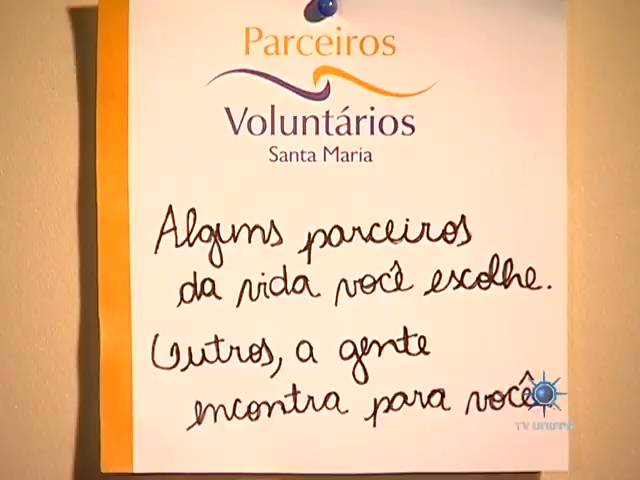 Parceiros
Voluntários
Santa Maria
Alguns parceiros
da vida você escolhe.
Outros, a gente
encontra para você
TV UNIFRA